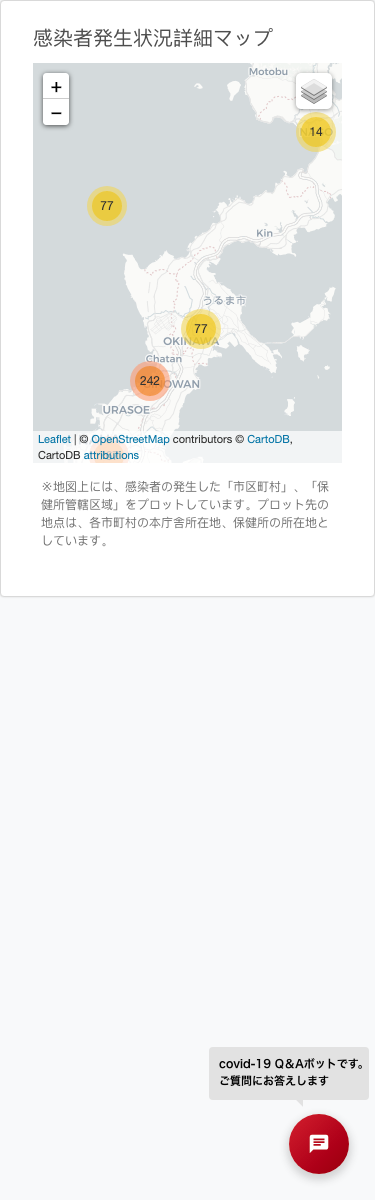 感染者発生状況詳細マップ
Motobu
+
−
14
77
Kin
うるま市
77
OKINAWA
Chatan
242
OWAN
URASOE
Leaflet | © OpenStreetMap contributors © CartoDB,
CartoDB attributions
※地図上には、感染者の発生した「市区町村」、「保
健所管轄区域」をプロットしています。プロット先の
地点は、各市町村の本庁舎所在地、保健所の所在地と
しています。
covid-19 Q&Aボットです。
ご質問にお答えします